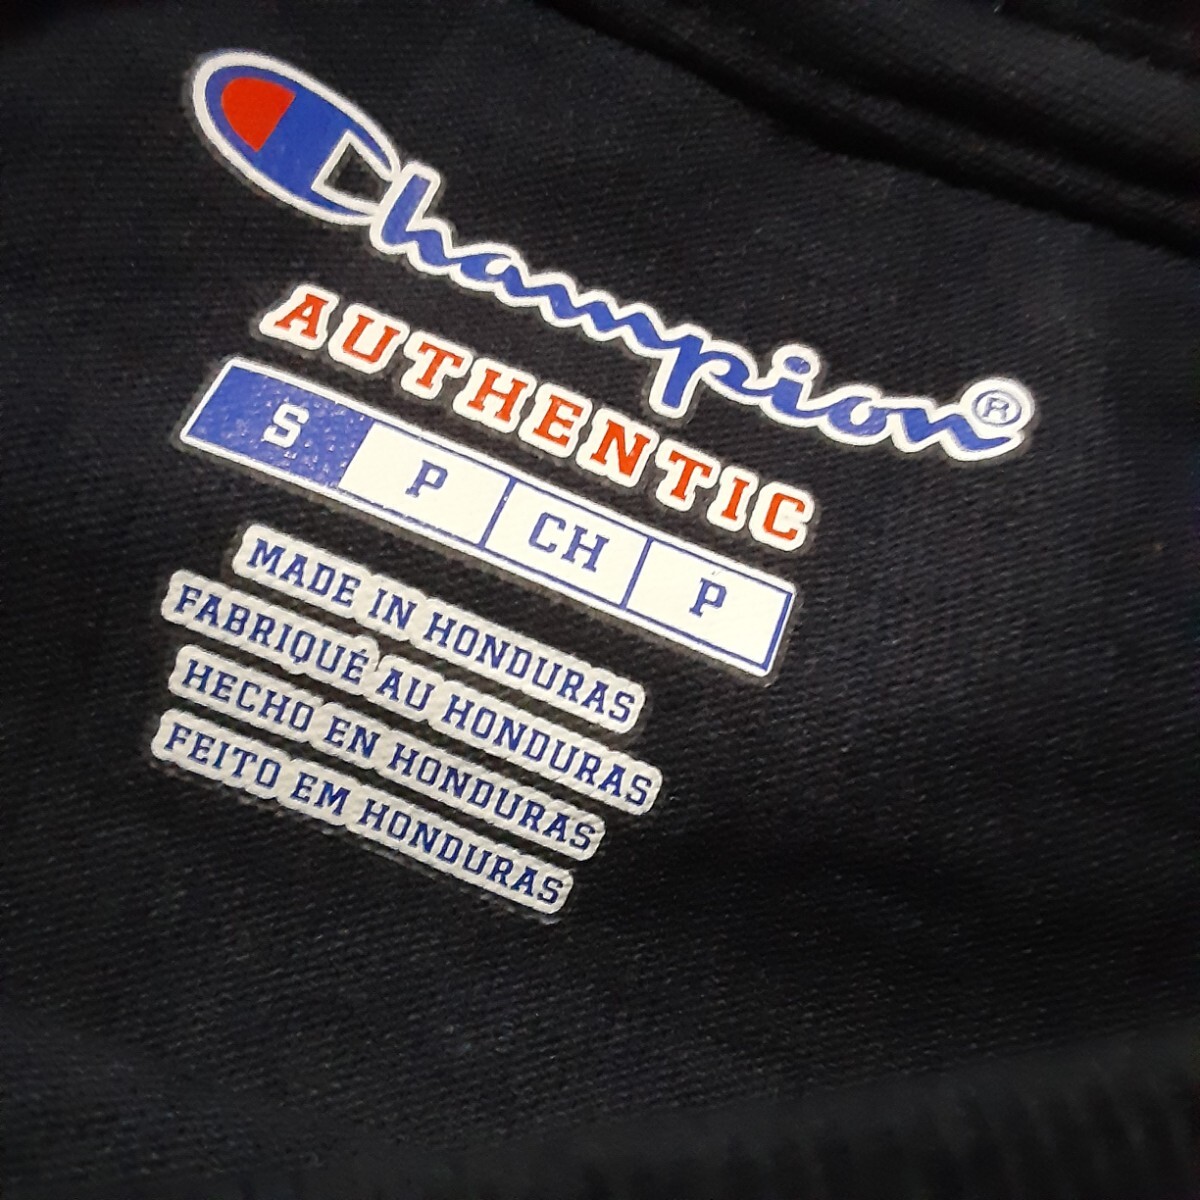 Champion®
AUTHENTIC
S P CH P
MADE IN HONDURAS
FABRIQUÉ AU HONDURAS
HECHO EN HONDURAS
FEITO EM HONDURAS